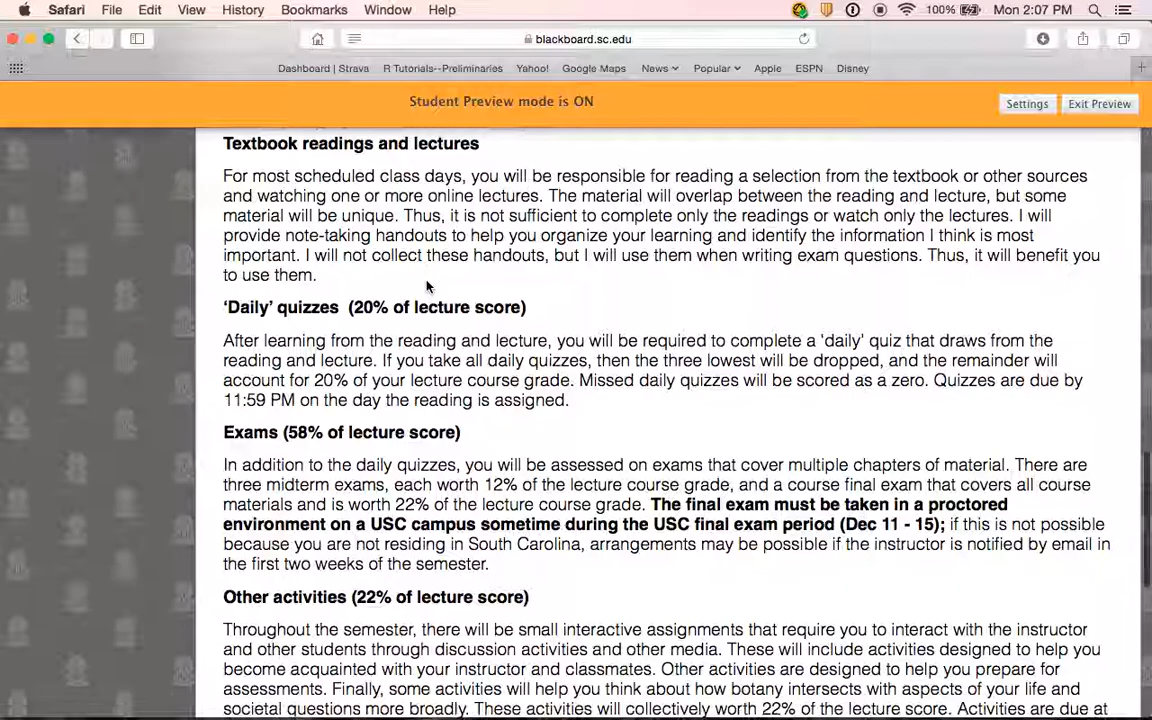 Safari File Edit View History Bookmarks Window Help 100% Mon 2:07 PM
blackboard.sc.edu
Dashboard | Strava R Tutorials--Preliminaries Yahoo! Google Maps News Popular Apple ESPN Disney
Student Preview mode is ON Settings Exit Preview
Textbook readings and lectures
For most scheduled class days, you will be responsible for reading a selection from the textbook or other sources
and watching one or more online lectures. The material will overlap between the reading and lecture, but some
material will be unique. Thus, it is not sufficient to complete only the readings or watch only the lectures. I will
provide note-taking handouts to help you organize your learning and identify the information I think is most
important. I will not collect these handouts, but I will use them when writing exam questions. Thus, it will benefit you
to use them.
‘Daily’ quizzes (20% of lecture score)
After learning from the reading and lecture, you will be required to complete a 'daily' quiz that draws from the
reading and lecture. If you take all daily quizzes, then the three lowest will be dropped, and the remainder will
account for 20% of your lecture course grade. Missed daily quizzes will be scored as a zero. Quizzes are due by
11:59 PM on the day the reading is assigned.
Exams (58% of lecture score)
In addition to the daily quizzes, you will be assessed on exams that cover multiple chapters of material. There are
three midterm exams, each worth 12% of the lecture course grade, and a course final exam that covers all course
materials and is worth 22% of the lecture course grade. The final exam must be taken in a proctored
environment on a USC campus sometime during the USC final exam period (Dec 11 - 15); if this is not possible
because you are not residing in South Carolina, arrangements may be possible if the instructor is notified by email in
the first two weeks of the semester.
Other activities (22% of lecture score)
Throughout the semester, there will be small interactive assignments that require you to interact with the instructor
and other students through discussion activities and other media. These will include activities designed to help you
become acquainted with your instructor and classmates. Other activities are designed to help you prepare for
assessments. Finally, some activities will help you think about how botany intersects with aspects of your life and
societal questions more broadly. These activities will collectively worth 22% of the lecture score. Activities are due at